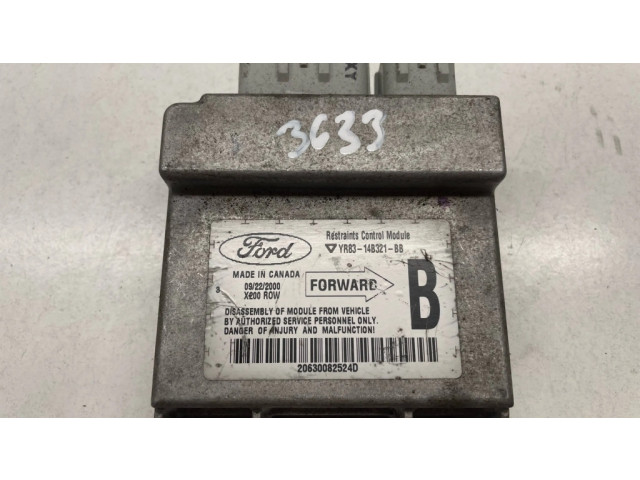 XY
3633
Ford
Restraints Control Module
YR83-14B321-BB
MADE IN CANADA
09/22/2000
X200 ROW
FORWARD
B
DISASSEMBLY OF MODULE FROM VEHICLE
BY AUTHORIZED SERVICE PERSONNEL ONLY.
DANGER OF INJURY AND MALFUNCTION!
20630082524D